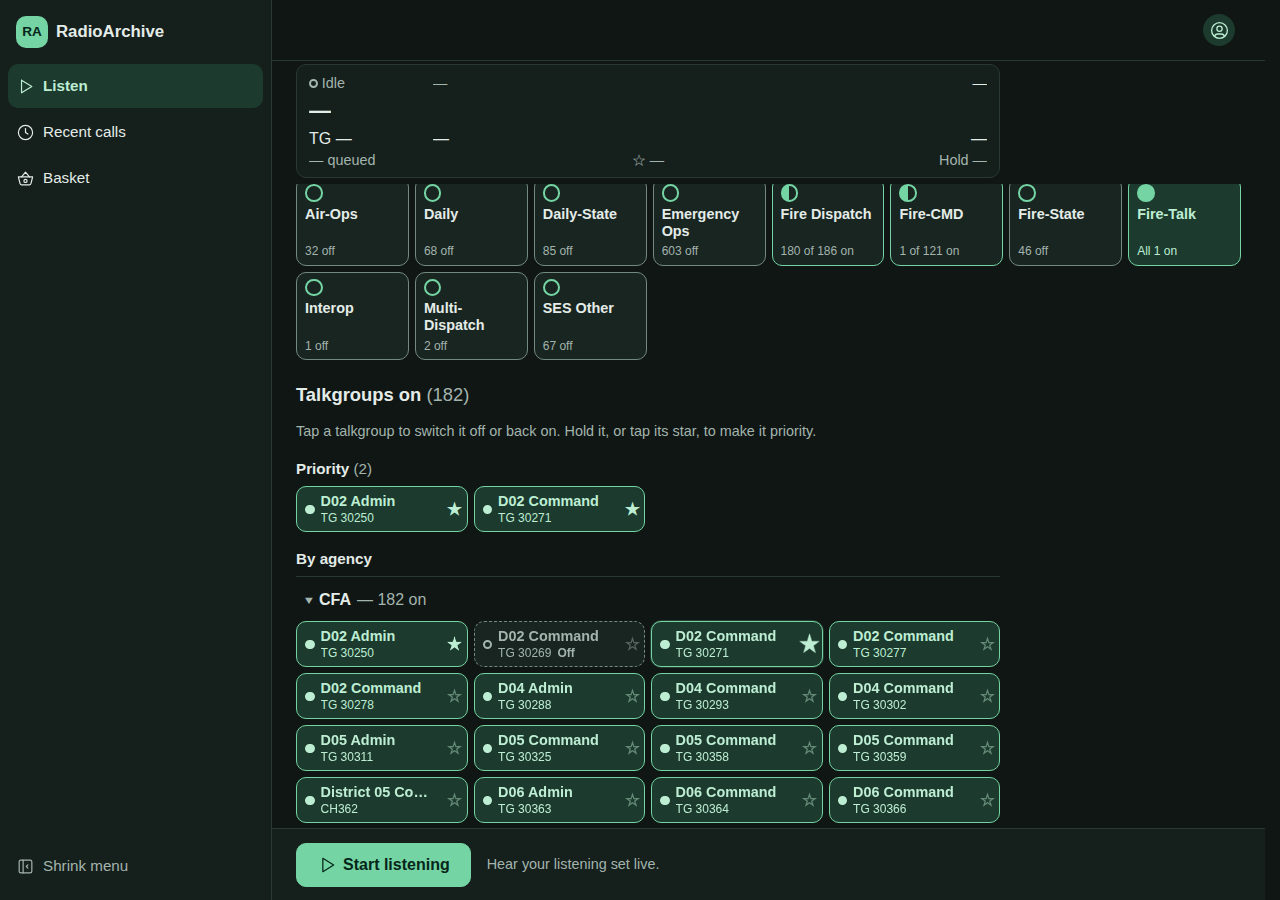 RA RadioArchive
Listen
Recent calls
Basket
Shrink menu
Idle — —
—
TG — — —
— queued ☆ — Hold —
Air-Ops
32 off
Daily
68 off
Daily-State
85 off
Emergency
Ops
603 off
Fire Dispatch
180 of 186 on
Fire-CMD
1 of 121 on
Fire-State
46 off
Fire-Talk
All 1 on
Interop
1 off
Multi-
Dispatch
2 off
SES Other
67 off
Talkgroups on (182)
Tap a talkgroup to switch it off or back on. Hold it, or tap its star, to make it priority.
Priority (2)
D02 Admin
TG 30250
D02 Command
TG 30271
By agency
CFA — 182 on
D02 Admin
TG 30250
D02 Command
TG 30269 Off
D02 Command
TG 30271
D02 Command
TG 30277
D02 Command
TG 30278
D04 Admin
TG 30288
D04 Command
TG 30293
D04 Command
TG 30302
D05 Admin
TG 30311
D05 Command
TG 30325
D05 Command
TG 30358
D05 Command
TG 30359
District 05 Co…
CH362
D06 Admin
TG 30363
D06 Command
TG 30364
D06 Command
TG 30366
Start listening
Hear your listening set live.